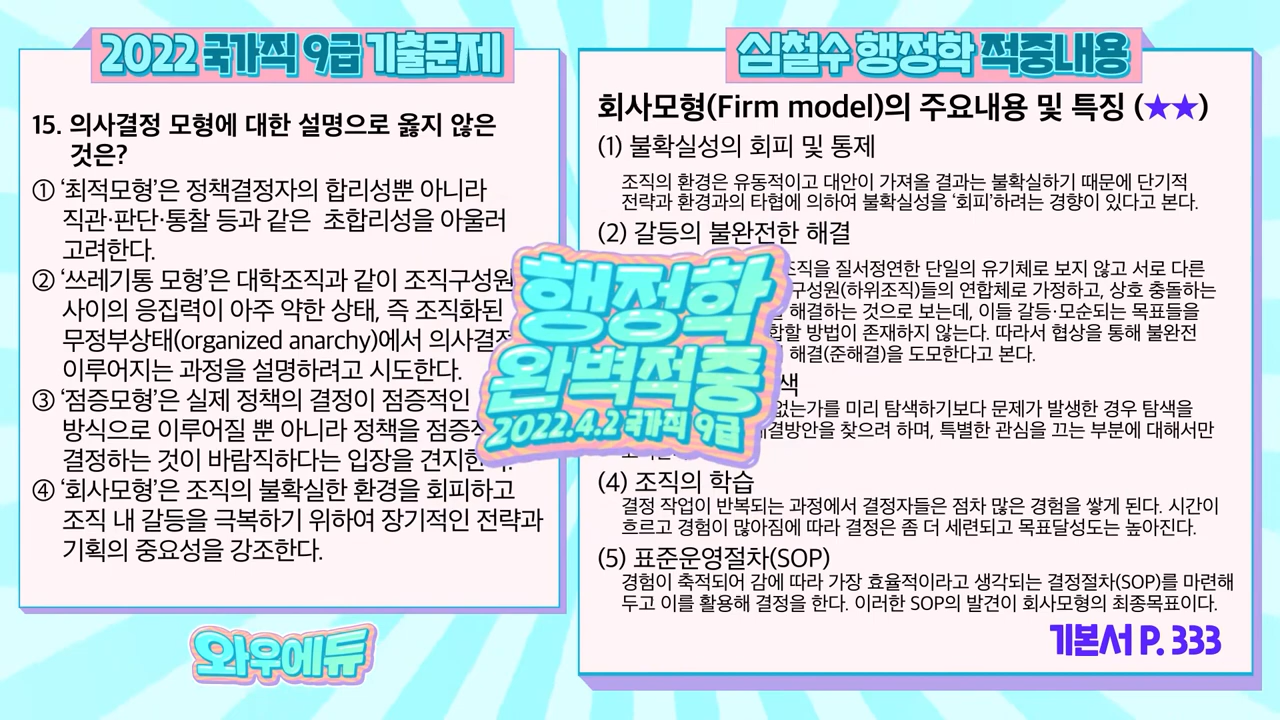 2022 국가직 9급 기출문제
15. 의사결정 모형에 대한 설명으로 옳지 않은
것은?
① ‘최적모형’은 정책결정자의 합리성뿐 아니라
직관·판단·통찰 등과 같은 초합리성을 아울러
고려한다.
② ‘쓰레기통 모형’은 대학조직과 같이 조직구성원
사이의 응집력이 아주 약한 상태, 즉 조직화된
무정부상태(organized anarchy)에서 의사결정
이루어지는 과정을 설명하려고 시도한다.
③ ‘점증모형’은 실제 정책의 결정이 점증적인
방식으로 이루어질 뿐 아니라 정책을
결정하는 것이 바람직하다는 입장을
④ ‘회사모형’은 조직의 불확실한 환경을 회피하고
조직 내 갈등을 극복하기 위하여 장기적인 전략과
기획의 중요성을 강조한다.
와우에듀
행정학
완벽적중
2022.4.2 국가직 9급
심철수 행정학 적중내용
회사모형(Firm model)의 주요내용 및 특징 (★★)
(1) 불확실성의 회피 및 통제
조직의 환경은 유동적이고 대안이 가져올 결과는 불확실하기 때문에 단기적
전략과 환경과의 타협에 의하여 불확실성을 ‘회피’하려는 경향이 있다고 본다.
(2) 갈등의 불완전한 해결
조직을 질서정연한 단일의 유기체로 보지 않고 서로 다른
구성원(하위조직)들의 연합체로 가정하고, 상호 충돌하는
해결하는 것으로 보는데, 이들 갈등·모순되는 목표들을
방법이 존재하지 않는다. 따라서 협상을 통해 불완전
해결(준해결)을 도모한다고 본다.
없는가를 미리 탐색하기보다 문제가 발생한 경우 탐색을
찾으려 하며, 특별한 관심을 끄는 부분에 대해서만
(4) 조직의 학습
결정 작업이 반복되는 과정에서 결정자들은 점차 많은 경험을 쌓게 된다. 시간이
흐르고 경험이 많아짐에 따라 결정은 좀 더 세련되고 목표달성도는 높아진다.
(5) 표준운영절차(SOP)
경험이 축적되어 감에 따라 가장 효율적이라고 생각되는 결정절차(SOP)를 마련해
두고 이를 활용해 결정을 한다. 이러한 SOP의 발견이 회사모형의 최종목표이다.
기본서 P. 333